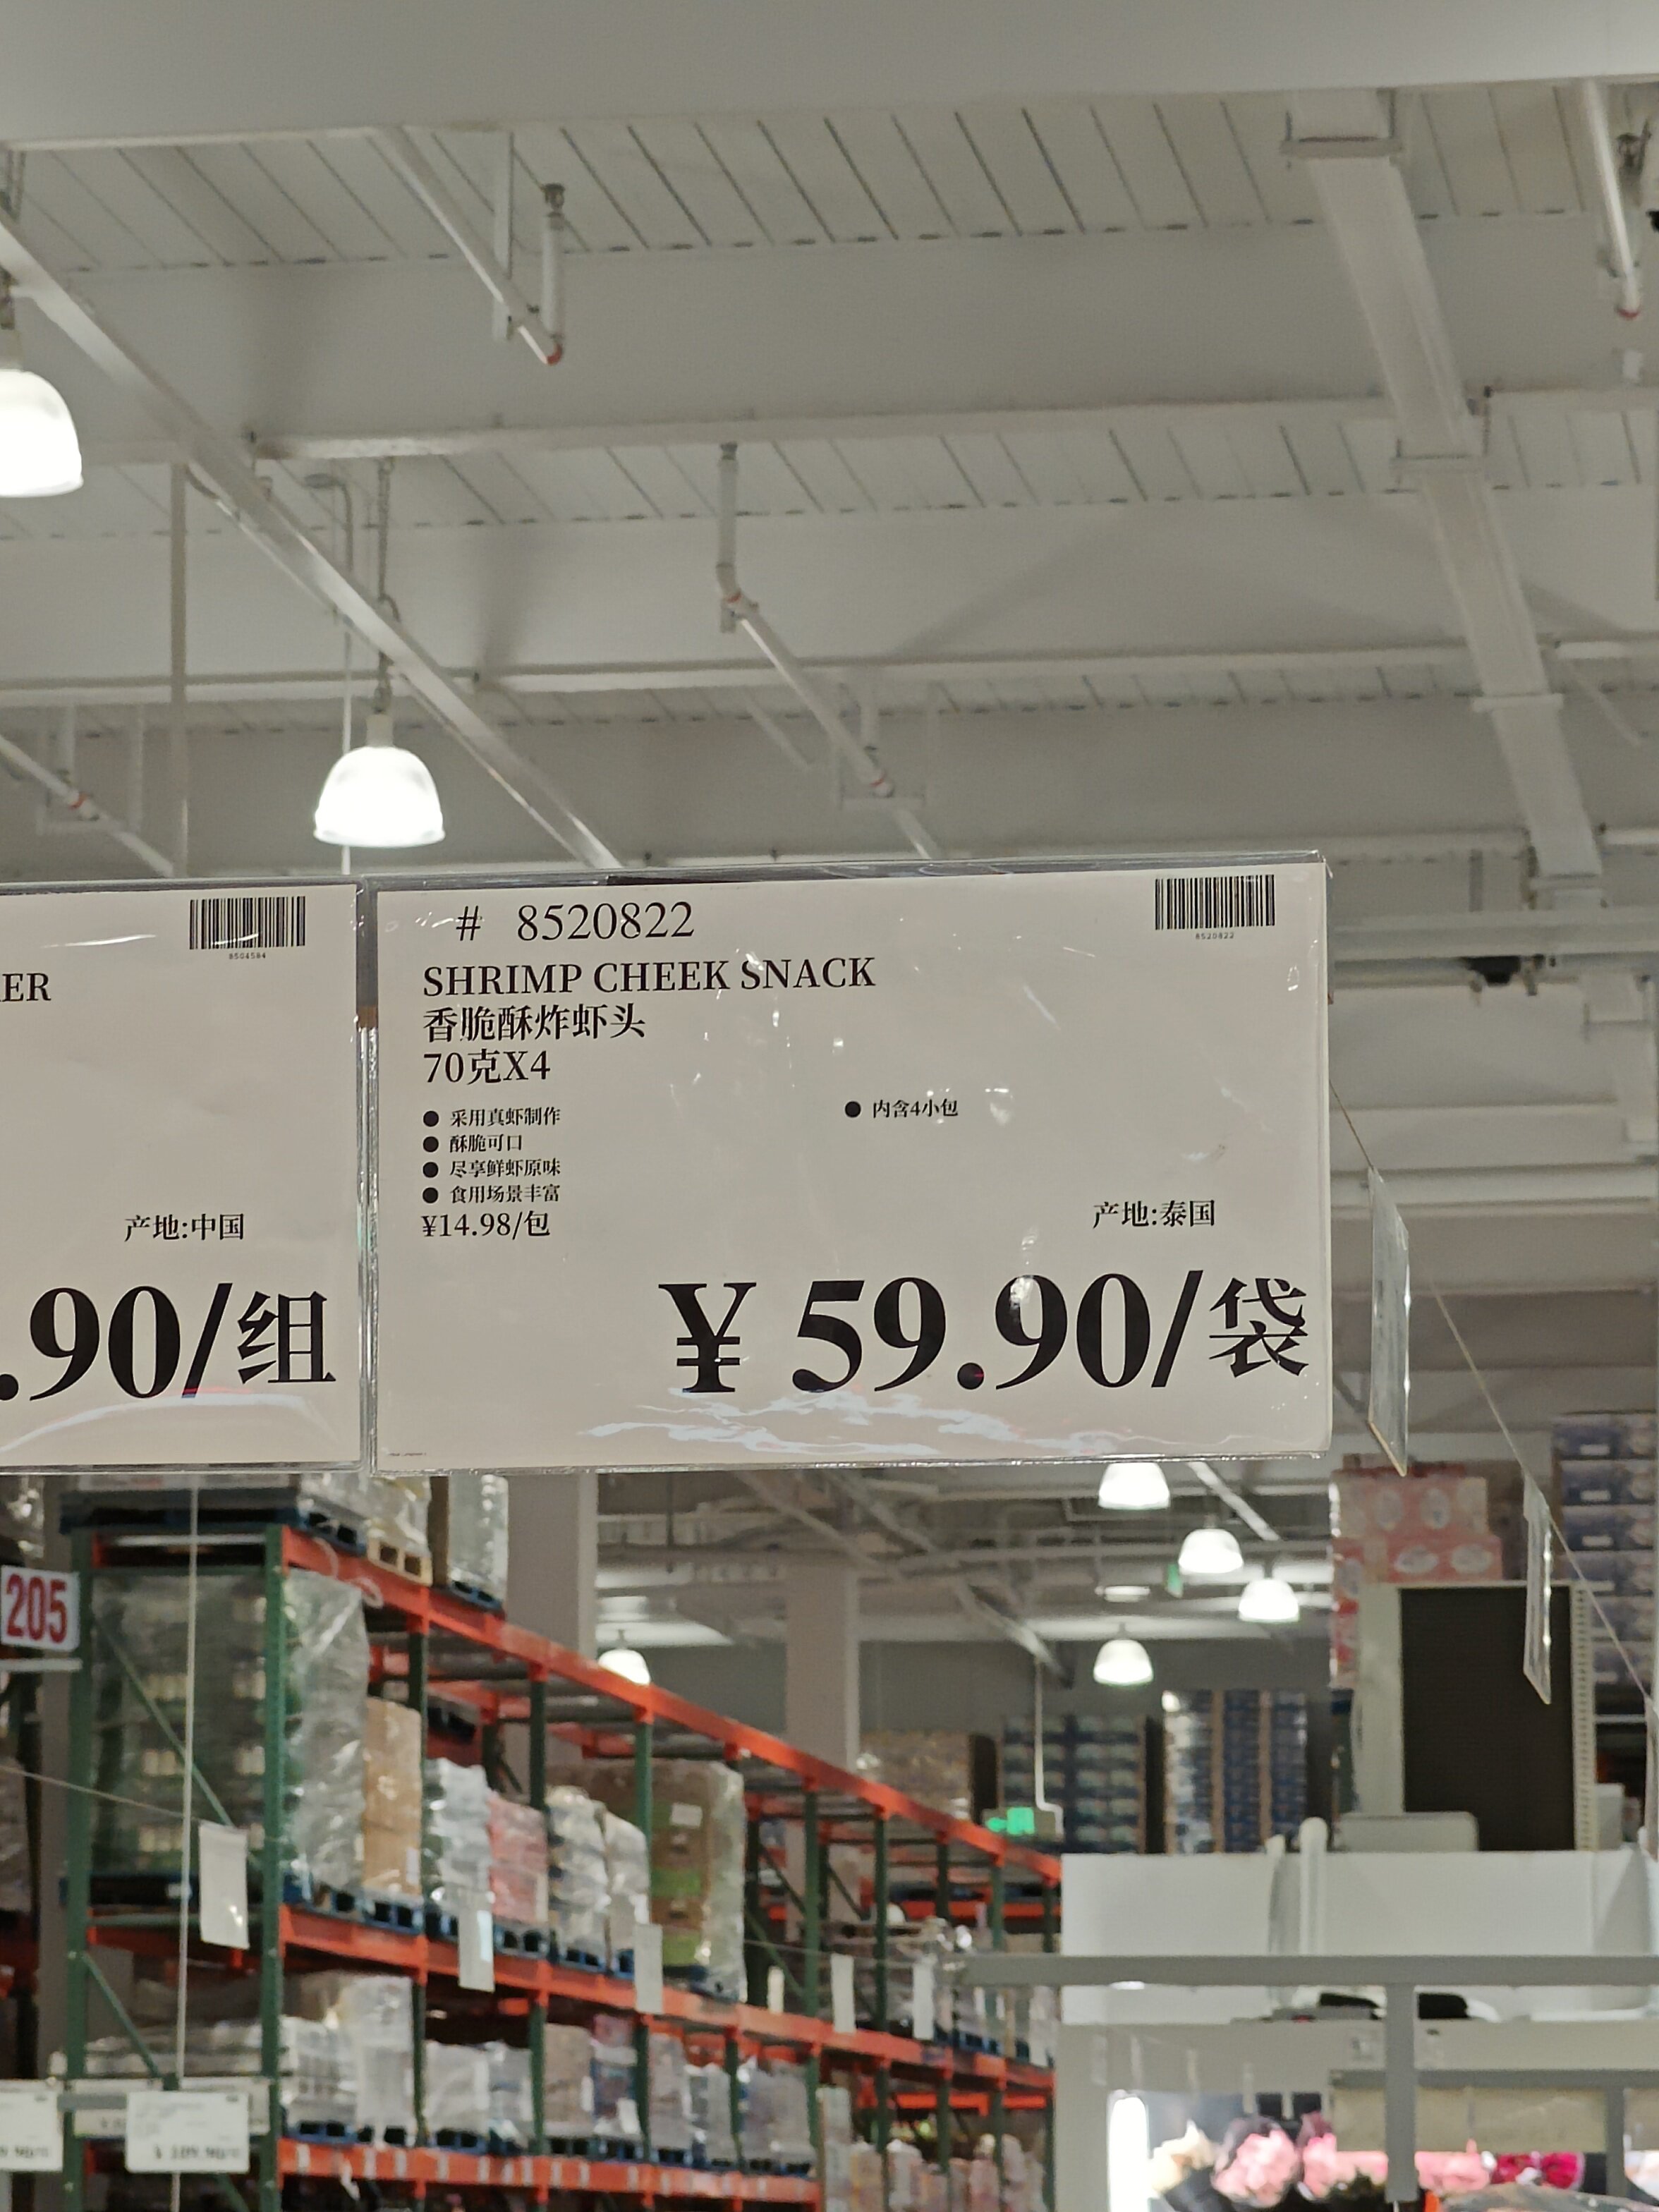 8504584
ER
产地:中国
.90/组
# 8520822
8520822
SHRIMP CHEEK SNACK
香脆酥炸虾头
70克X4
● 采用真虾制作
● 内含4小包
● 酥脆可口
● 尽享鲜虾原味
● 食用场景丰富
¥14.98/包
产地:泰国
¥ 59.90/袋
205